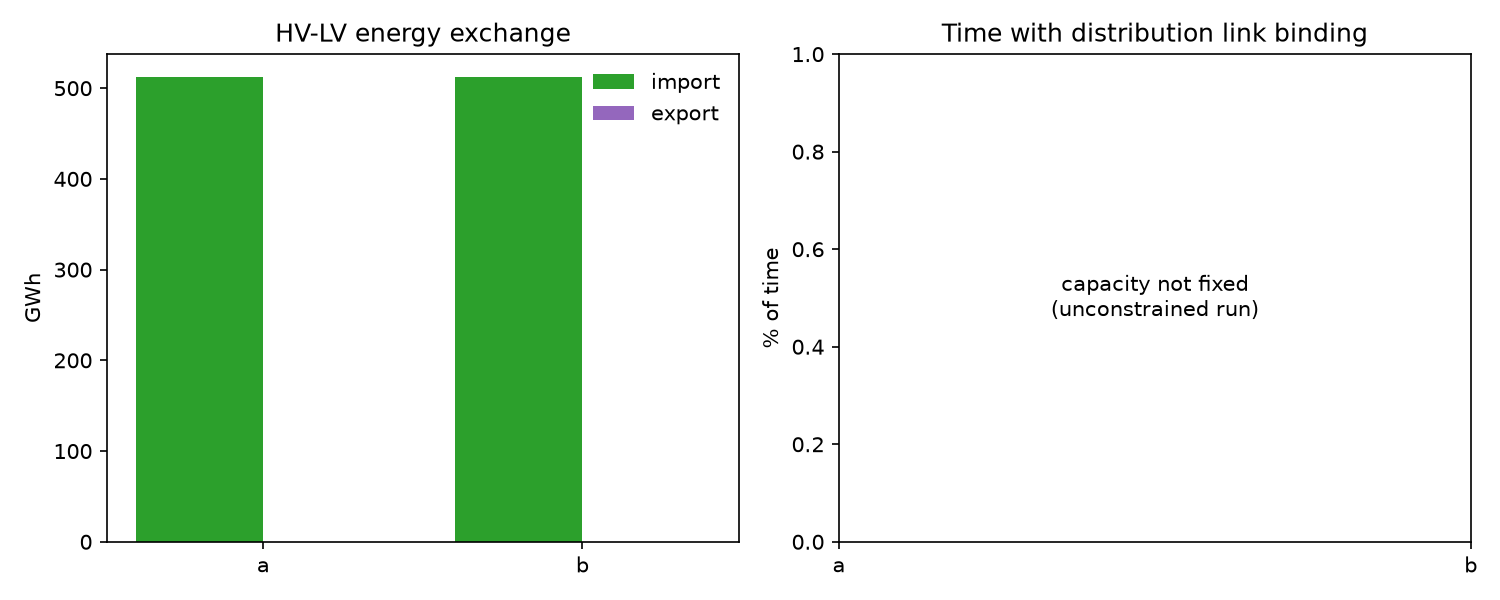 HV-LV energy exchange
GWh
500
400
300
200
100
0
a
b
import
export
Time with distribution link binding
% of time
1.0
0.8
0.6
0.4
0.2
0.0
a
b
capacity not fixed
(unconstrained run)